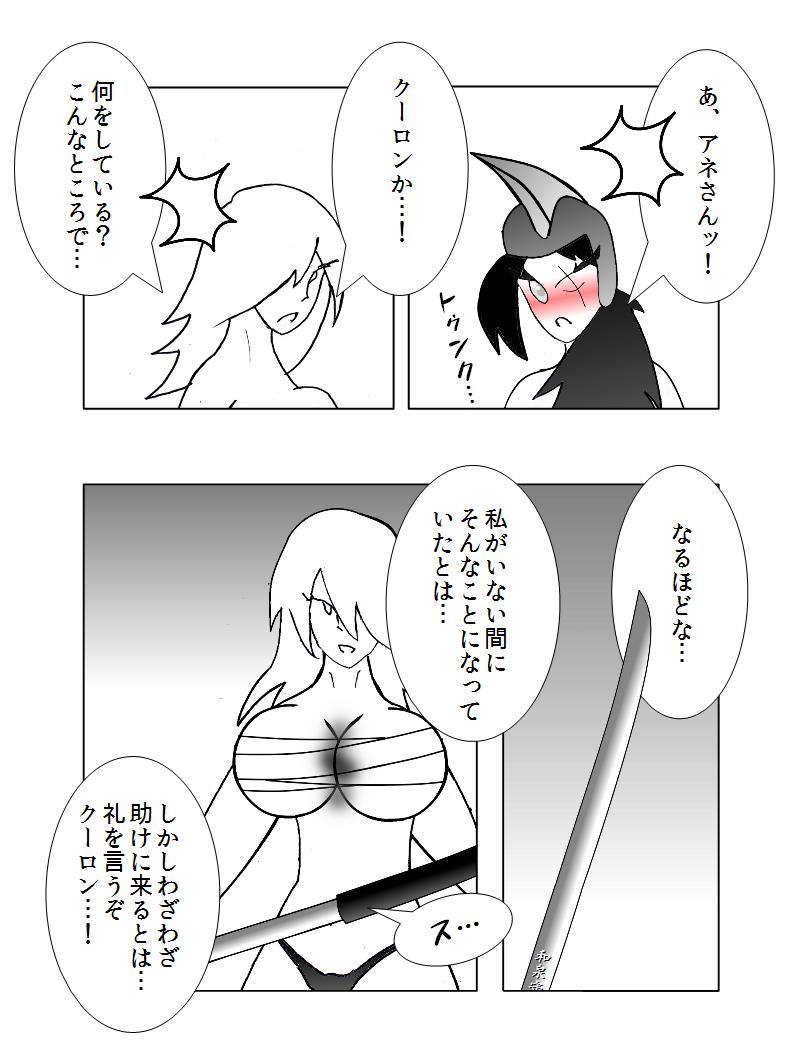 あ、アネさんッ！
トゥンク…
クーロンか…！
何をしている？
こんなところで…
なるほどな…
和泉守
私がいない間に
そんなことになって
いたとは…
ス…
しかしわざわざ
助けに来るとは…
礼を言うぞ
クーロン…！